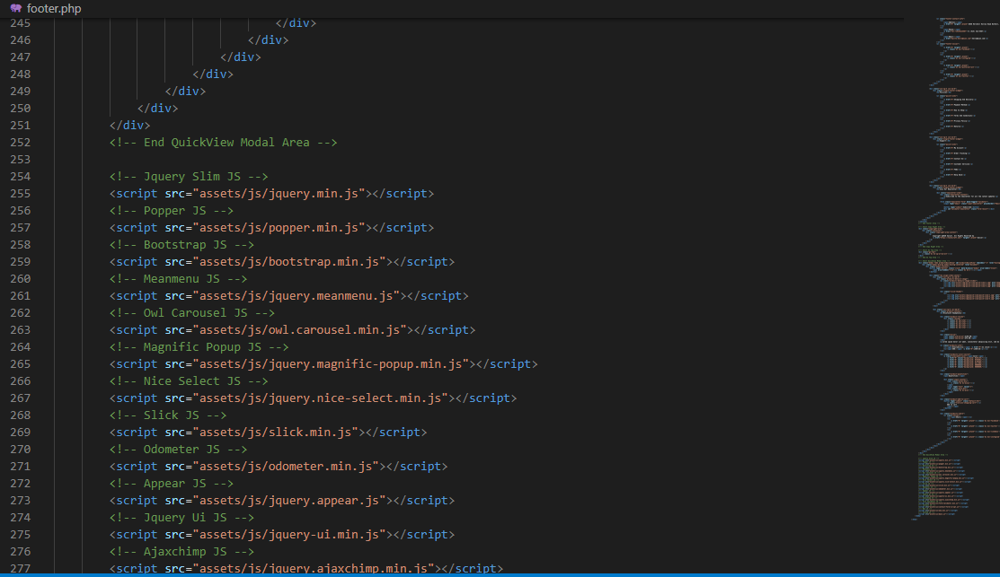 footer.php
245 </div>
246 </div>
247 </div>
248 </div>
249 </div>
250 </div>
251 </div>
252 <!-- End QuickView Modal Area -->
253
254 <!-- Jquery Slim JS -->
255 <script src="assets/js/jquery.min.js"></script>
256 <!-- Popper JS -->
257 <script src="assets/js/popper.min.js"></script>
258 <!-- Bootstrap JS -->
259 <script src="assets/js/bootstrap.min.js"></script>
260 <!-- Meanmenu JS -->
261 <script src="assets/js/jquery.meanmenu.js"></script>
262 <!-- Owl Carousel JS -->
263 <script src="assets/js/owl.carousel.min.js"></script>
264 <!-- Magnific Popup JS -->
265 <script src="assets/js/jquery.magnific-popup.min.js"></script>
266 <!-- Nice Select JS -->
267 <script src="assets/js/jquery.nice-select.min.js"></script>
268 <!-- Slick JS -->
269 <script src="assets/js/slick.min.js"></script>
270 <!-- Odometer JS -->
271 <script src="assets/js/odometer.min.js"></script>
272 <!-- Appear JS -->
273 <script src="assets/js/jquery.appear.js"></script>
274 <!-- Jquery Ui JS -->
275 <script src="assets/js/jquery-ui.min.js"></script>
276 <!-- Ajaxchimp JS -->
277 <script src="assets/js/jquery.ajaxchimp.min.js"></script>